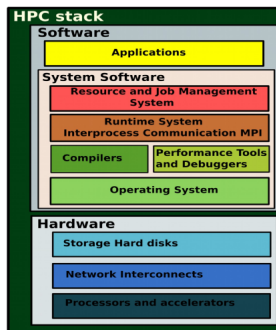 HPC stack
Software
Applications
System Software
Resource and Job Management
System
Runtime System
Interprocess Communication MPI
Compilers
Performance Tools
and Debuggers
Operating System
Hardware
Storage Hard disks
Network Interconnects
Processors and accelerators